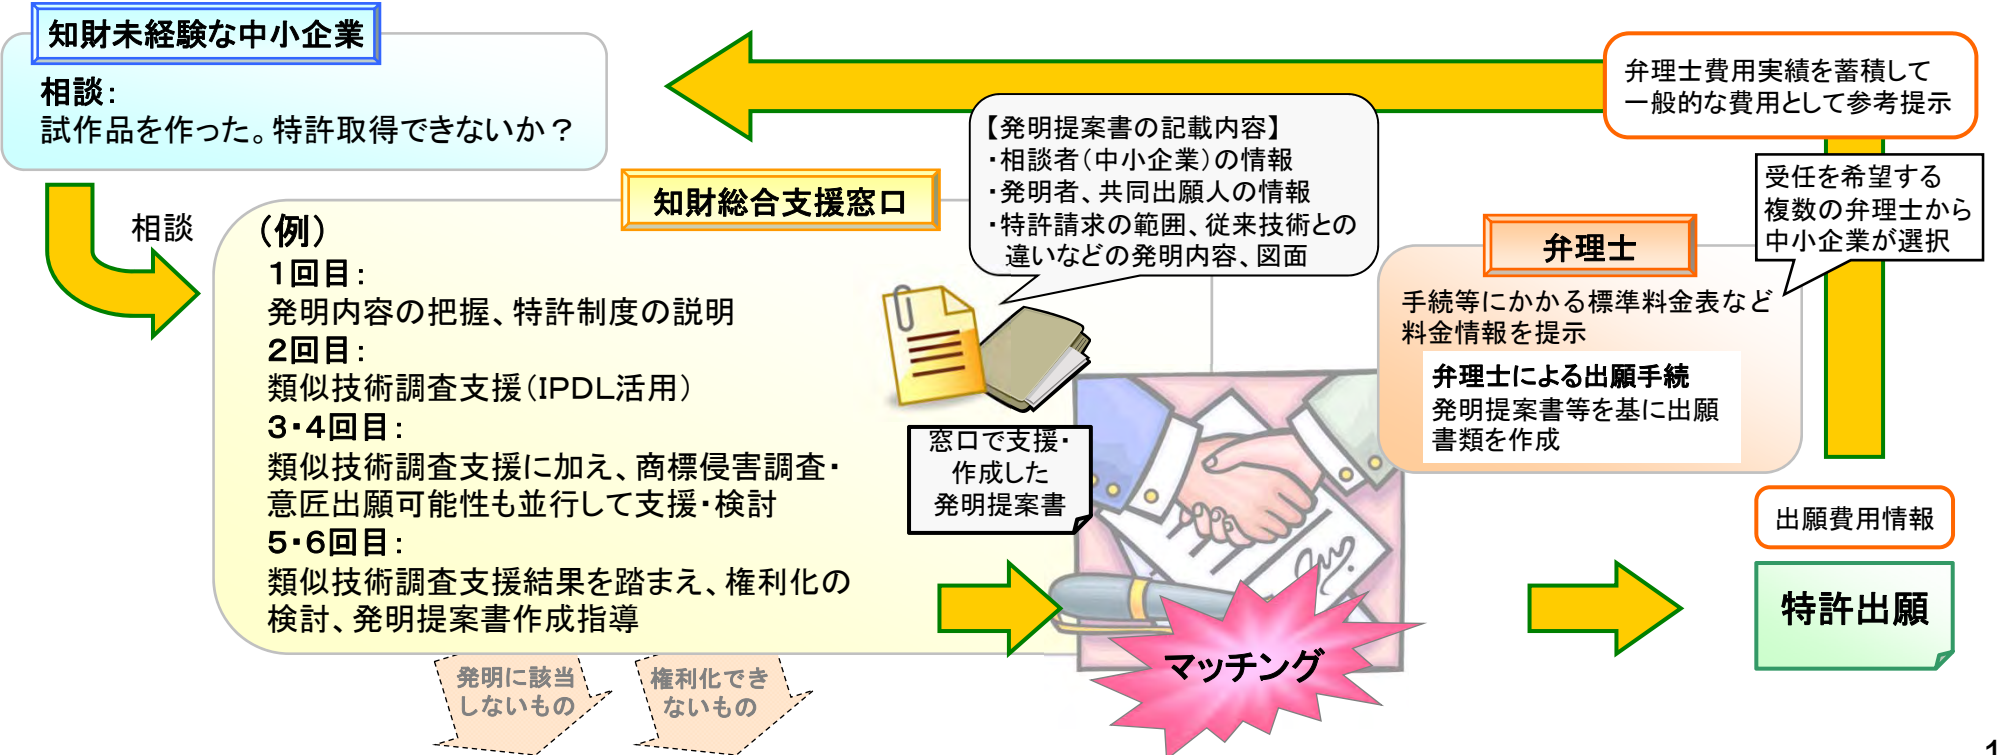 知財未経験な中小企業
相談：
試作品を作った。特許取得できないか？
相談
知財総合支援窓口
（例）
１回目：
発明内容の把握、特許制度の説明
２回目：
類似技術調査支援（IPDL活用）
３・４回目：
類似技術調査支援に加え、商標侵害調査・
意匠出願可能性も並行して支援・検討
５・６回目：
類似技術調査支援結果を踏まえ、権利化の
検討、発明提案書作成指導
発明に該当
しないもの
権利化でき
ないもの
【発明提案書の記載内容】
・相談者（中小企業）の情報
・発明者、共同出願人の情報
・特許請求の範囲、従来技術との
違いなどの発明内容、図面
窓口で支援・
作成した
発明提案書
マッチング
弁理士
手続等にかかる標準料金表など
料金情報を提示
弁理士による出願手続
発明提案書等を基に出願
書類を作成
受任を希望する
複数の弁理士から
中小企業が選択
弁理士費用実績を蓄積して
一般的な費用として参考提示
出願費用情報
特許出願
1